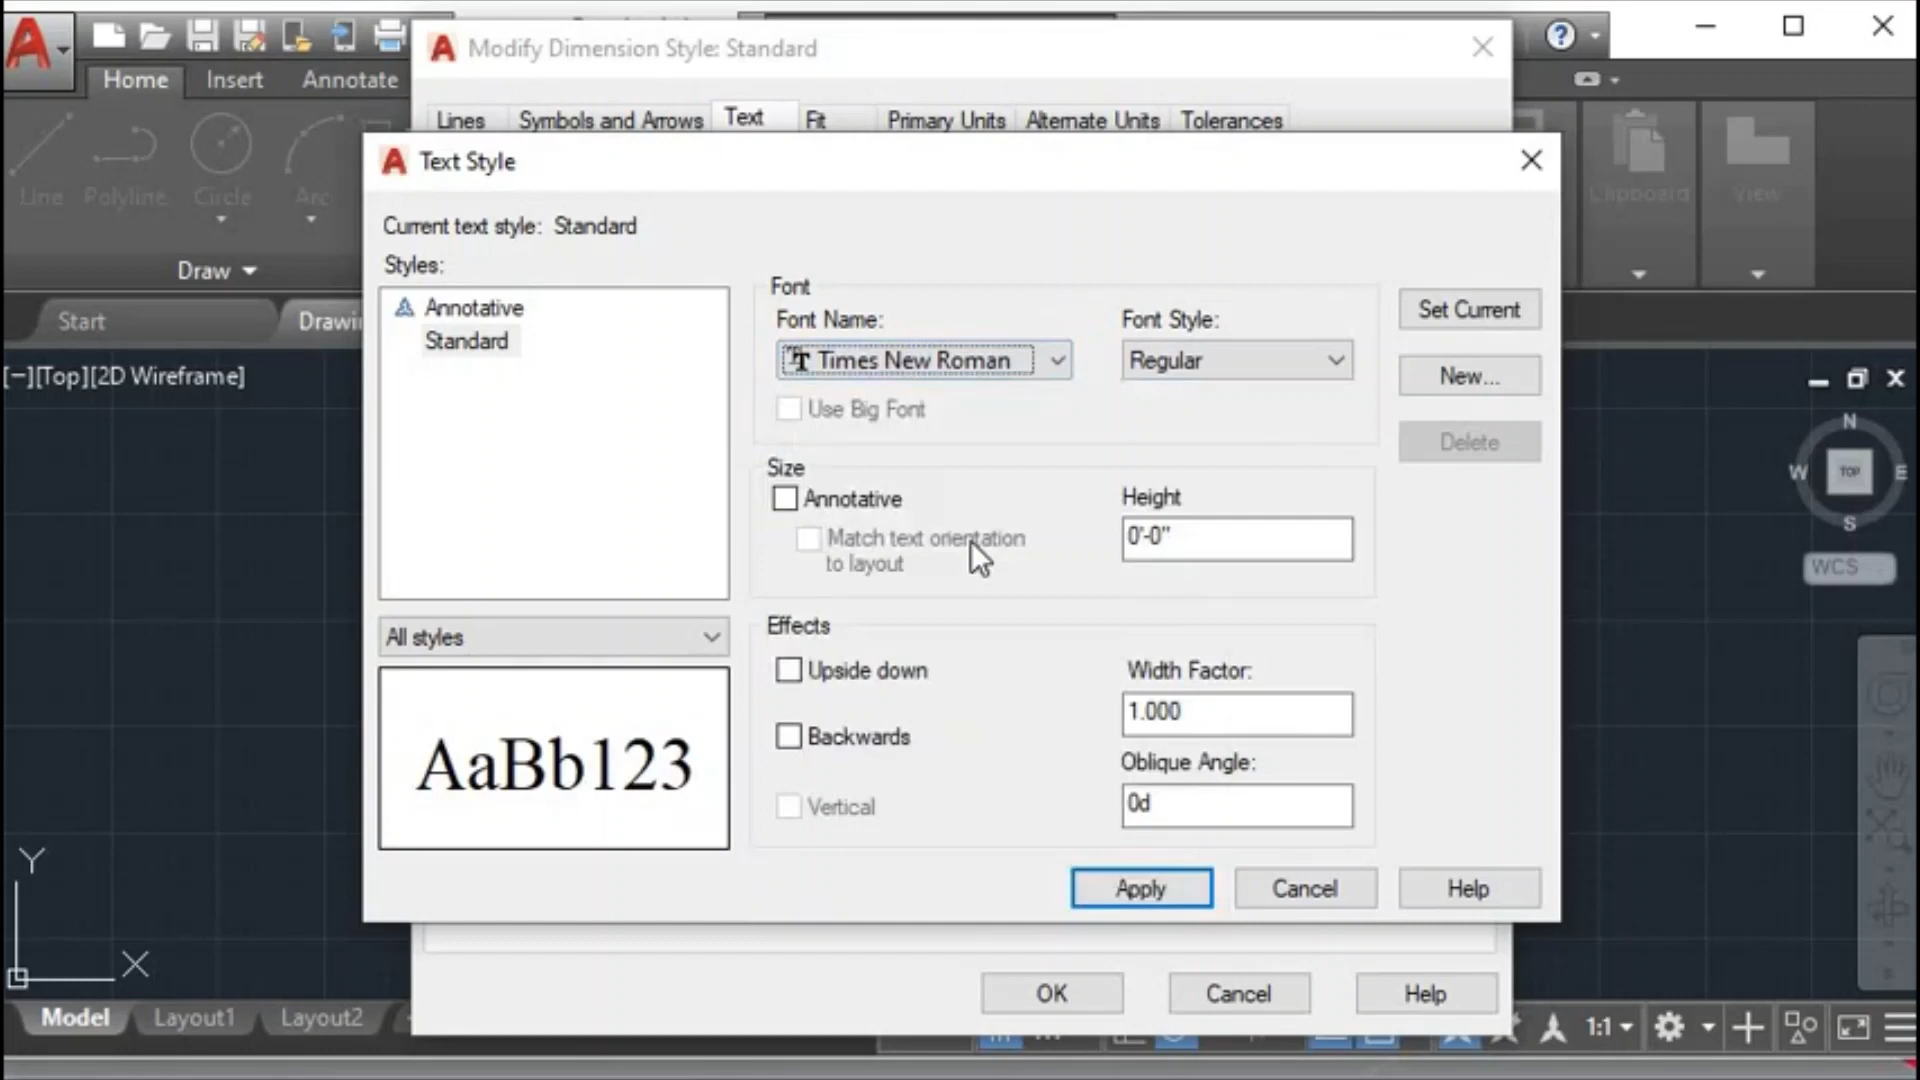 Modify Dimension Style: Standard
Home Insert Annotate
Lines Symbols and Arrows Text Fit Primary Units Alternate Units Tolerances
Text Style
Line Polyline Circle Arc
Clipboard View
Draw
Current text style: Standard
Styles:
Annotative
Standard
Font
Font Name:
Font Style:
Times New Roman
Regular
Use Big Font
Set Current
New...
Delete
Start
[−][Top][2D Wireframe]
N
W TOP E
S
WCS
Size
Annotative
Match text orientation
to layout
Height
0'-0"
All styles
AaBb123
Effects
Upside down
Backwards
Vertical
Width Factor:
1.000
Oblique Angle:
0d
Apply Cancel Help
Y
X
OK Cancel Help
Model Layout1 Layout2
1:1